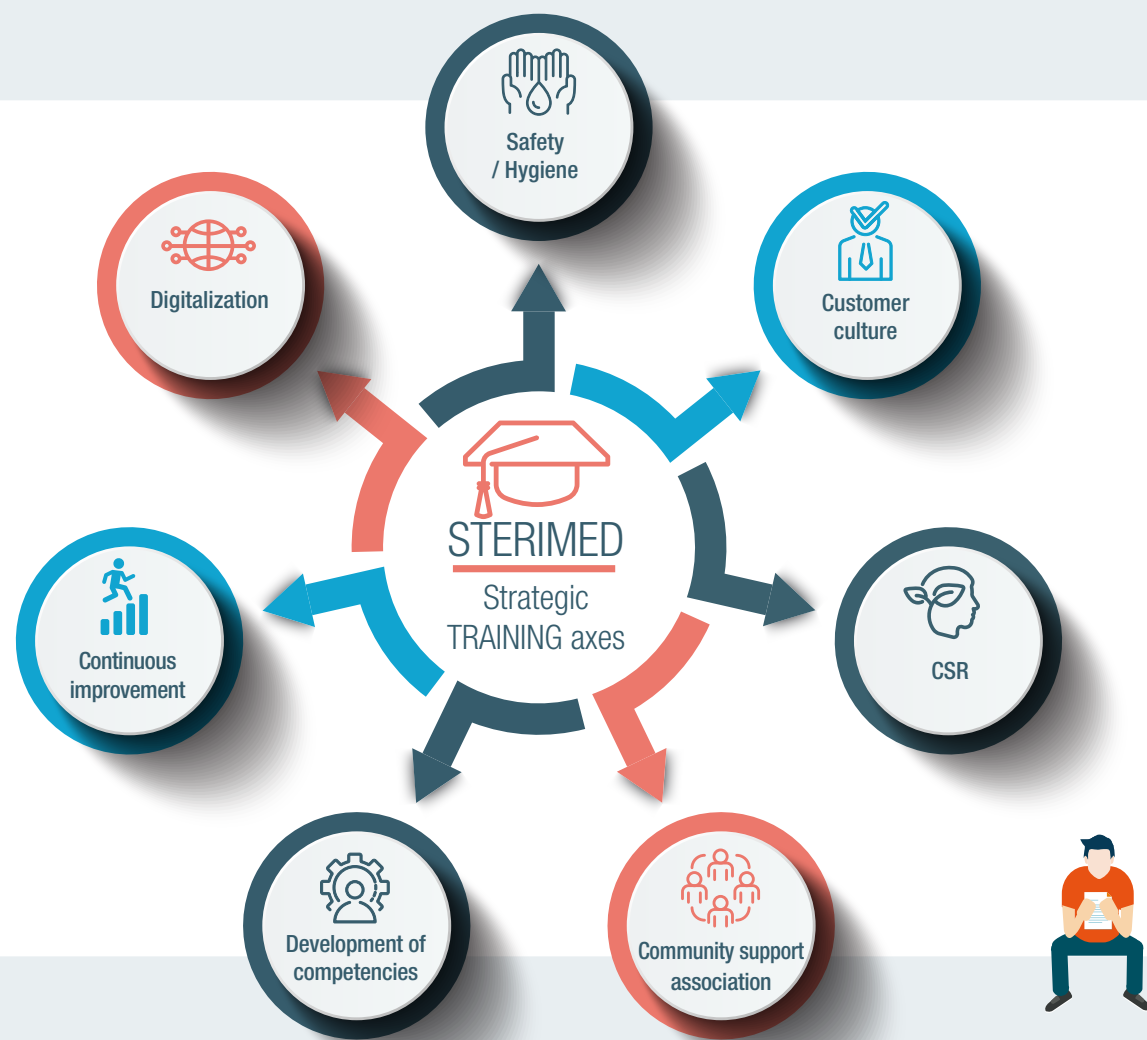 Safety
/ Hygiene
Digitalization
Customer
culture
STERIMED
Strategic
TRAINING axes
Continuous
improvement
CSR
Development of
competencies
Community support
association